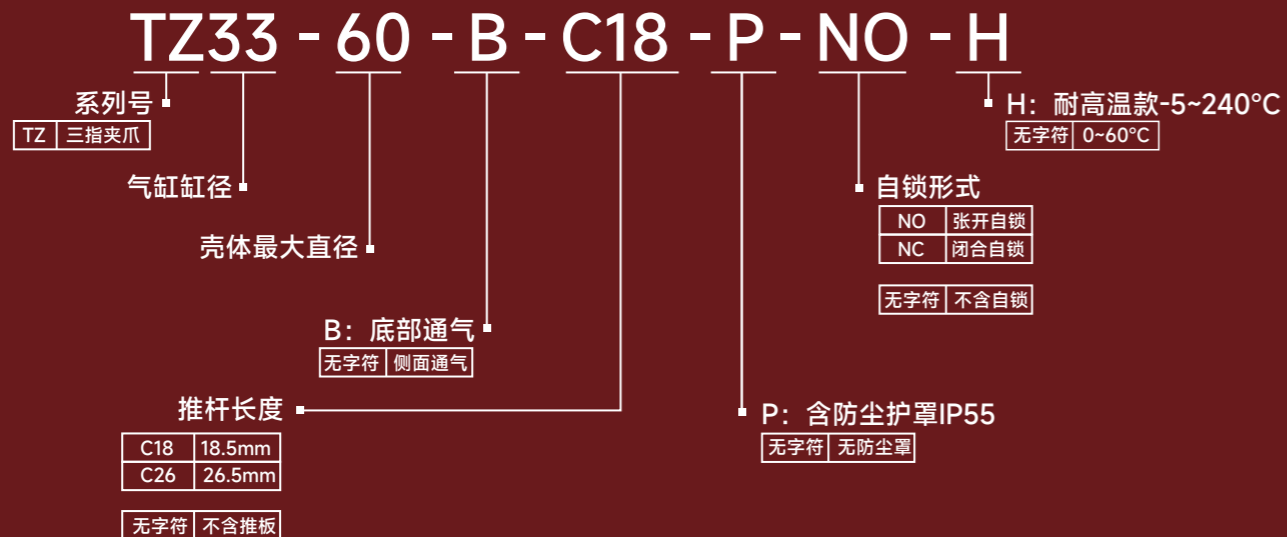 TZ33-60-B-C18-P-NO-H
系列号
TZ 三指夹爪
H：耐高温款-5~240°C
无字符 0~60°C
气缸缸径
自锁形式
NO 张开自锁
NC 闭合自锁
无字符 不含自锁
壳体最大直径
B：底部通气
无字符 侧面通气
推杆长度
C18 18.5mm
C26 26.5mm
无字符 不含推板
P：含防尘护罩IP55
无字符 无防尘罩